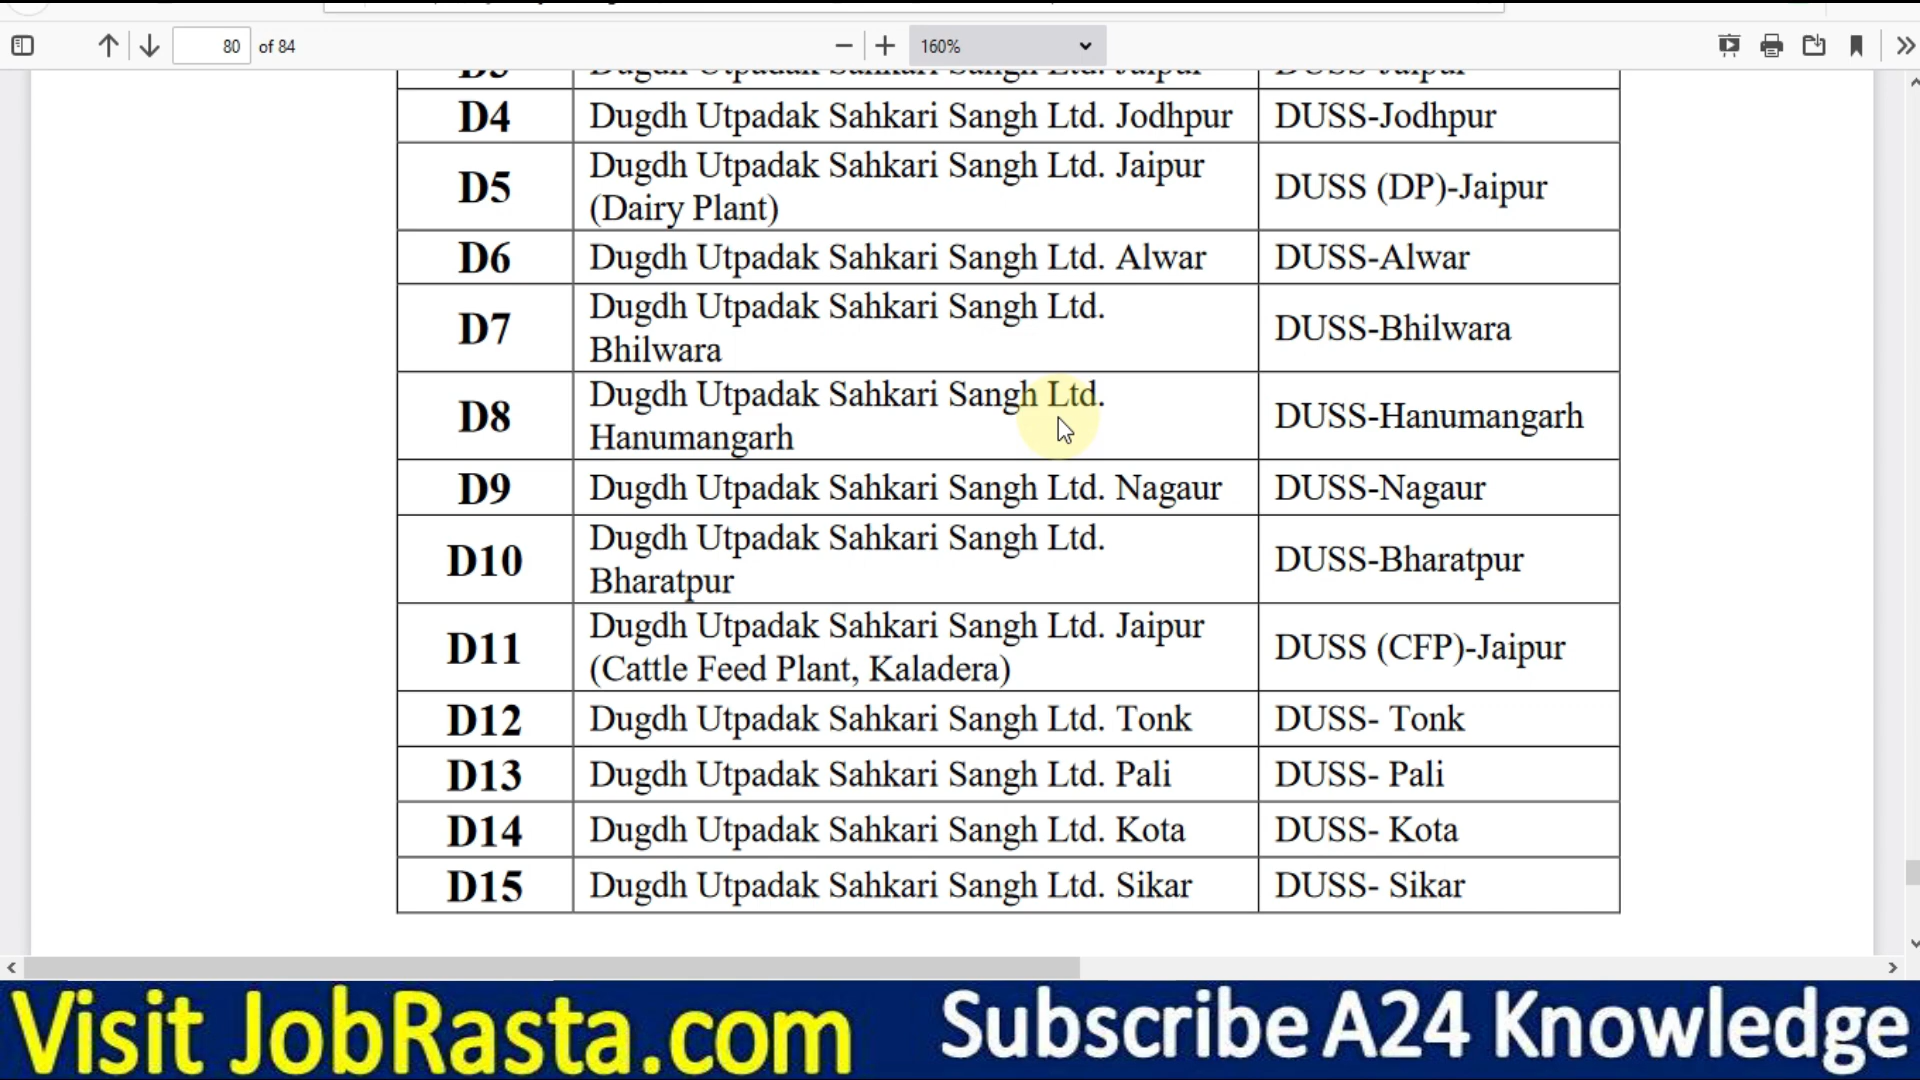 80 of 84 160%
D4 Dugdh Utpadak Sahkari Sangh Ltd. Jodhpur DUSS-Jodhpur
D5 Dugdh Utpadak Sahkari Sangh Ltd. Jaipur
(Dairy Plant) DUSS (DP)-Jaipur
D6 Dugdh Utpadak Sahkari Sangh Ltd. Alwar DUSS-Alwar
D7 Dugdh Utpadak Sahkari Sangh Ltd.
Bhilwara DUSS-Bhilwara
D8 Dugdh Utpadak Sahkari Sangh Ltd.
Hanumangarh DUSS-Hanumangarh
D9 Dugdh Utpadak Sahkari Sangh Ltd. Nagaur DUSS-Nagaur
D10 Dugdh Utpadak Sahkari Sangh Ltd.
Bharatpur DUSS-Bharatpur
D11 Dugdh Utpadak Sahkari Sangh Ltd. Jaipur
(Cattle Feed Plant, Kaladera) DUSS (CFP)-Jaipur
D12 Dugdh Utpadak Sahkari Sangh Ltd. Tonk DUSS- Tonk
D13 Dugdh Utpadak Sahkari Sangh Ltd. Pali DUSS- Pali
D14 Dugdh Utpadak Sahkari Sangh Ltd. Kota DUSS- Kota
D15 Dugdh Utpadak Sahkari Sangh Ltd. Sikar DUSS- Sikar
Visit JobRasta.com Subscribe A24 Knowledge